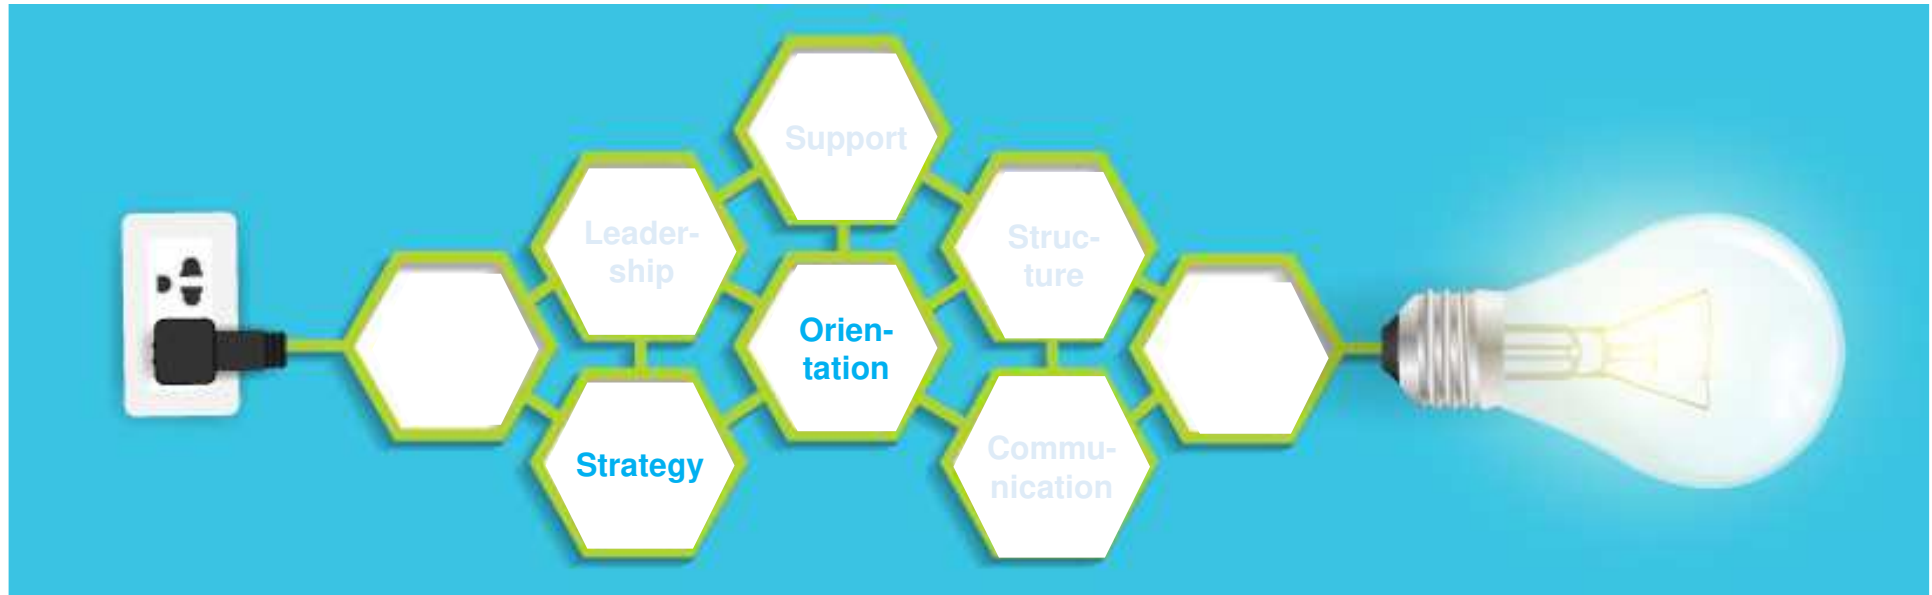 Support
Leader-
ship
Struc-
ture
Orien-
tation
Strategy
Commu-
nication